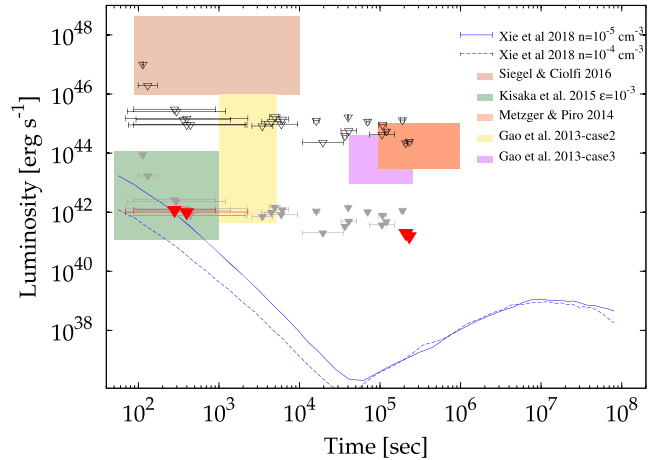 Xie et al 2018 n=10⁻⁵ cm⁻³
Xie et al 2018 n=10⁻⁴ cm⁻³
Siegel & Ciolfi 2016
Kisaka et al. 2015 ε=10⁻³
Metzger & Piro 2014
Gao et al. 2013-case2
Gao et al. 2013-case3
Luminosity [erg s⁻¹]
10⁴⁸
10⁴⁶
10⁴⁴
10⁴²
10⁴⁰
10³⁸
10² 10³ 10⁴ 10⁵ 10⁶ 10⁷ 10⁸
Time [sec]